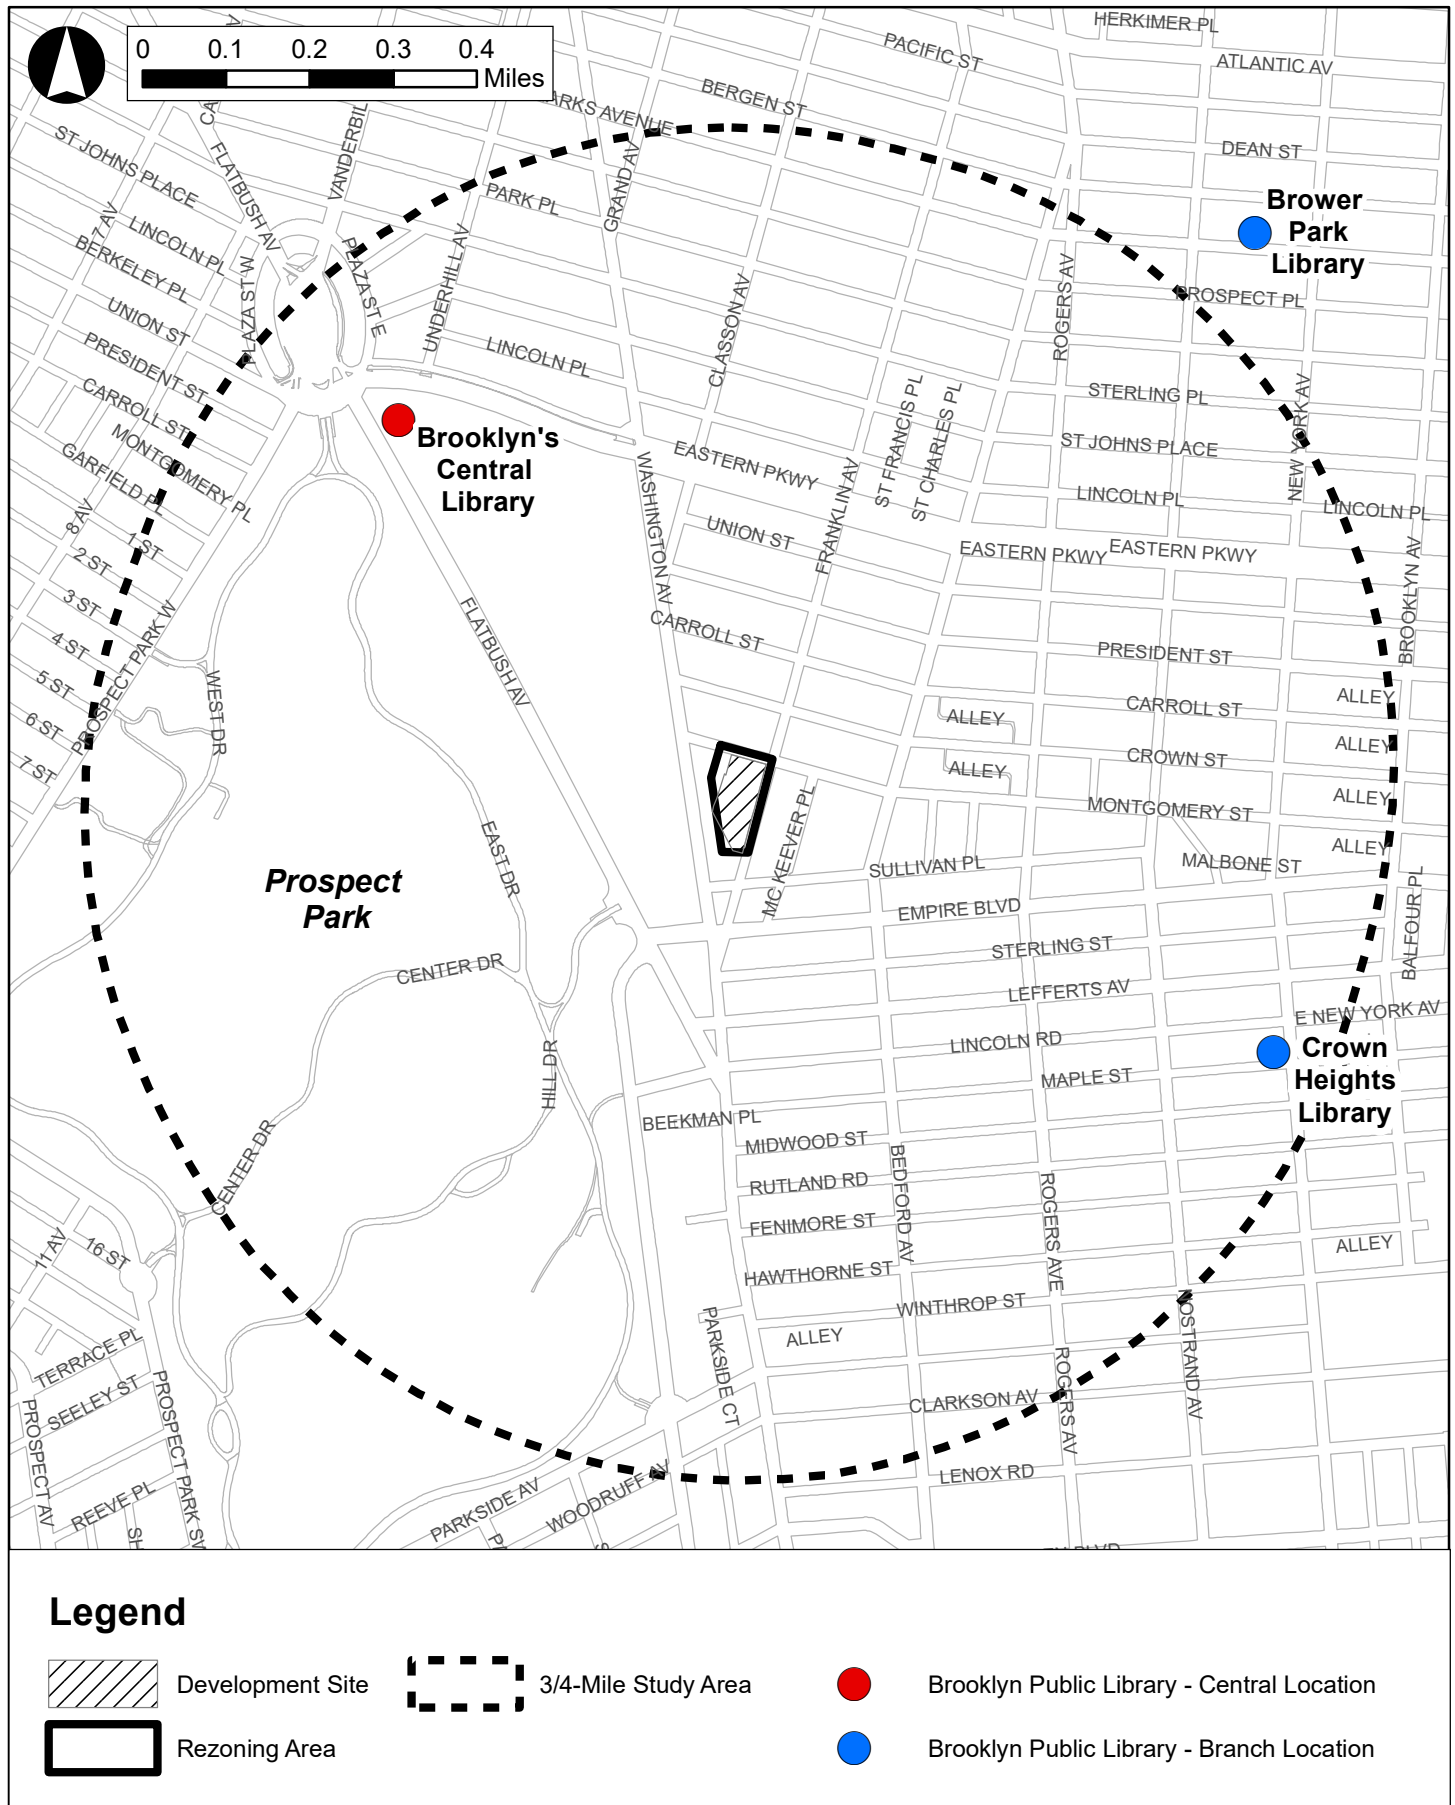 0 0.1 0.2 0.3 0.4
Miles
HERKIMER PL
PACIFIC ST
ATLANTIC AV
BERGEN ST
ARKS AVENUE
DEAN ST
ST JOHNS PLACE
FLATBUSH AV
VANDERBIL
GRAND AV
PARK PL
Brower
Park
Library
7 AV
LINCOLN PL
BERKELEY PL
PLAZA ST W
PLAZA ST E
UNDERHILL AV
CLASSON AV
ROGERS AV
PROSPECT PL
UNION ST
PRESIDENT ST
LINCOLN PL
CARROLL ST
MONTGOMERY PL
GARFIELD PL
STERLING PL
NEW YORK AV
ST FRANCIS PL
ST CHARLES PL
ST JOHNS PLACE
Brooklyn's
Central
Library
WASHINGTON AV
EASTERN PKWY
FRANKLIN AV
LINCOLN PL
LINCOLN PL
8 AV
1 ST
2 ST
3 ST
4 ST
5 ST
6 ST
7 ST
UNION ST
EASTERN PKWY
EASTERN PKWY
BROOKLYN AV
PROSPECT PARK W
WEST DR
FLATBUSH AV
CARROLL ST
PRESIDENT ST
ALLEY
CARROLL ST
ALLEY
ALLEY
CROWN ST
ALLEY
ALLEY
MONTGOMERY ST
MC KEEVER PL
ALLEY
MALBONE ST
SULLIVAN PL
EAST DR
Prospect
Park
EMPIRE BLVD
BALFOUR PL
STERLING ST
CENTER DR
LEFFERTS AV
E NEW YORK AV
LINCOLN RD
Crown
Heights
Library
HILL DR
MAPLE ST
BEEKMAN PL
MIDWOOD ST
CENTER DR
RUTLAND RD
BEDFORD AV
ROGERS AVE
FENIMORE ST
11 AV
16 ST
ALLEY
HAWTHORNE ST
WINTHROP ST
NOSTRAND AV
PARKSIDE CT
ALLEY
TERRACE PL
SEELEY ST
PROSPECT AV
PROSPECT PARK SW
ROGERS AV
CLARKSON AV
LENOX RD
REEVE PL
SH
PARKSIDE AV
WOODRUFF AV
Legend
Development Site
3/4-Mile Study Area
Brooklyn Public Library - Central Location
Rezoning Area
Brooklyn Public Library - Branch Location